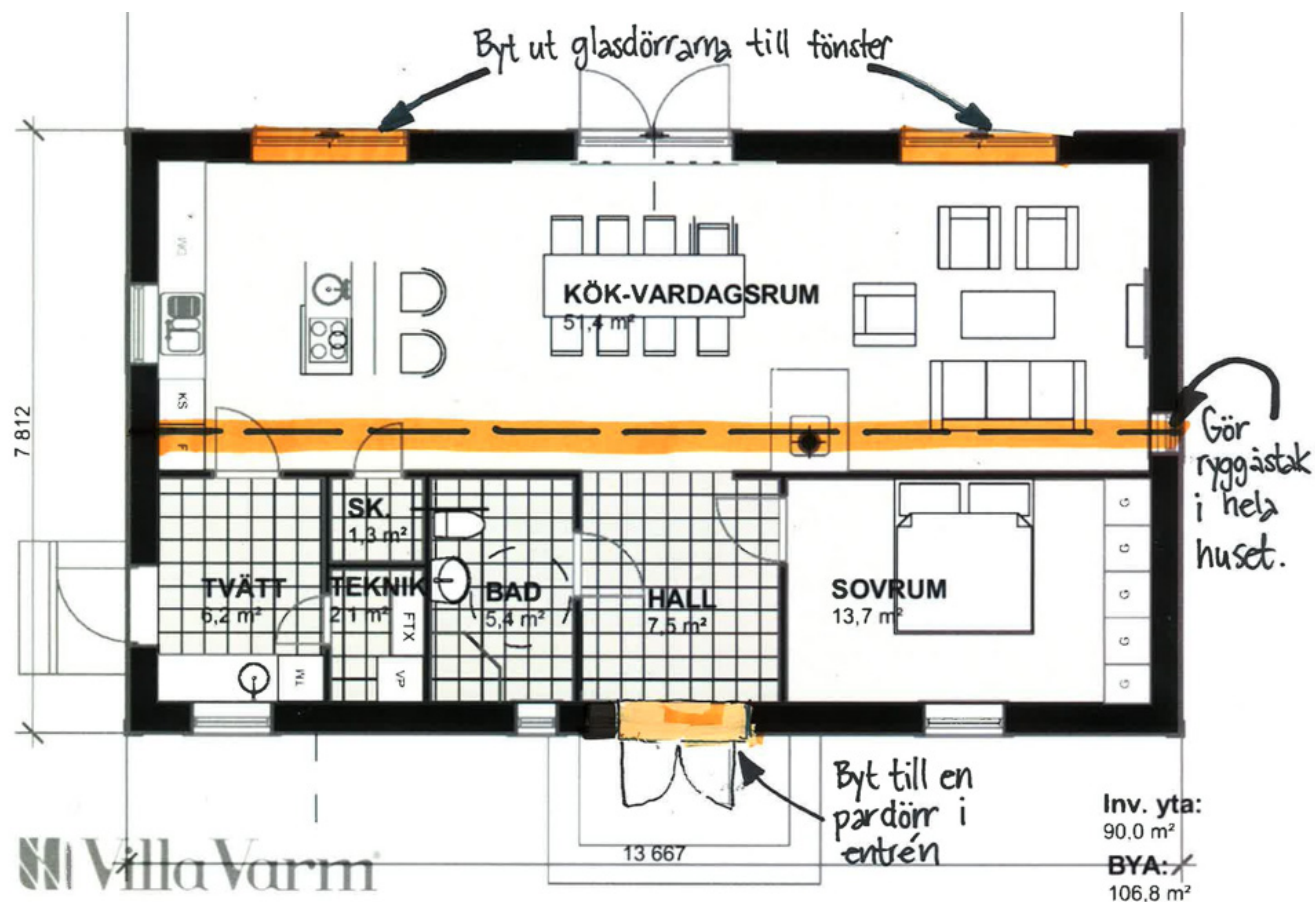 Byt ut glasdörrarna till fönster
DM
KÖK-VARDAGSRUM
51,4 m²
KS
F
7 812
Gör
ryggåstak
i hela
huset.
SK.
1,3 m²
TVÄTT
6,2 m²
TEKNIK
2,1 m²
FTX
VP
TM
BAD
5,4 m²
HALL
7,5 m²
SOVRUM
13,7 m²
G
G
G
G
G
Byt till en
pardörr i
entrén
13 667
Inv. yta:
90,0 m²
BYA:
106,8 m²
Villa Varm